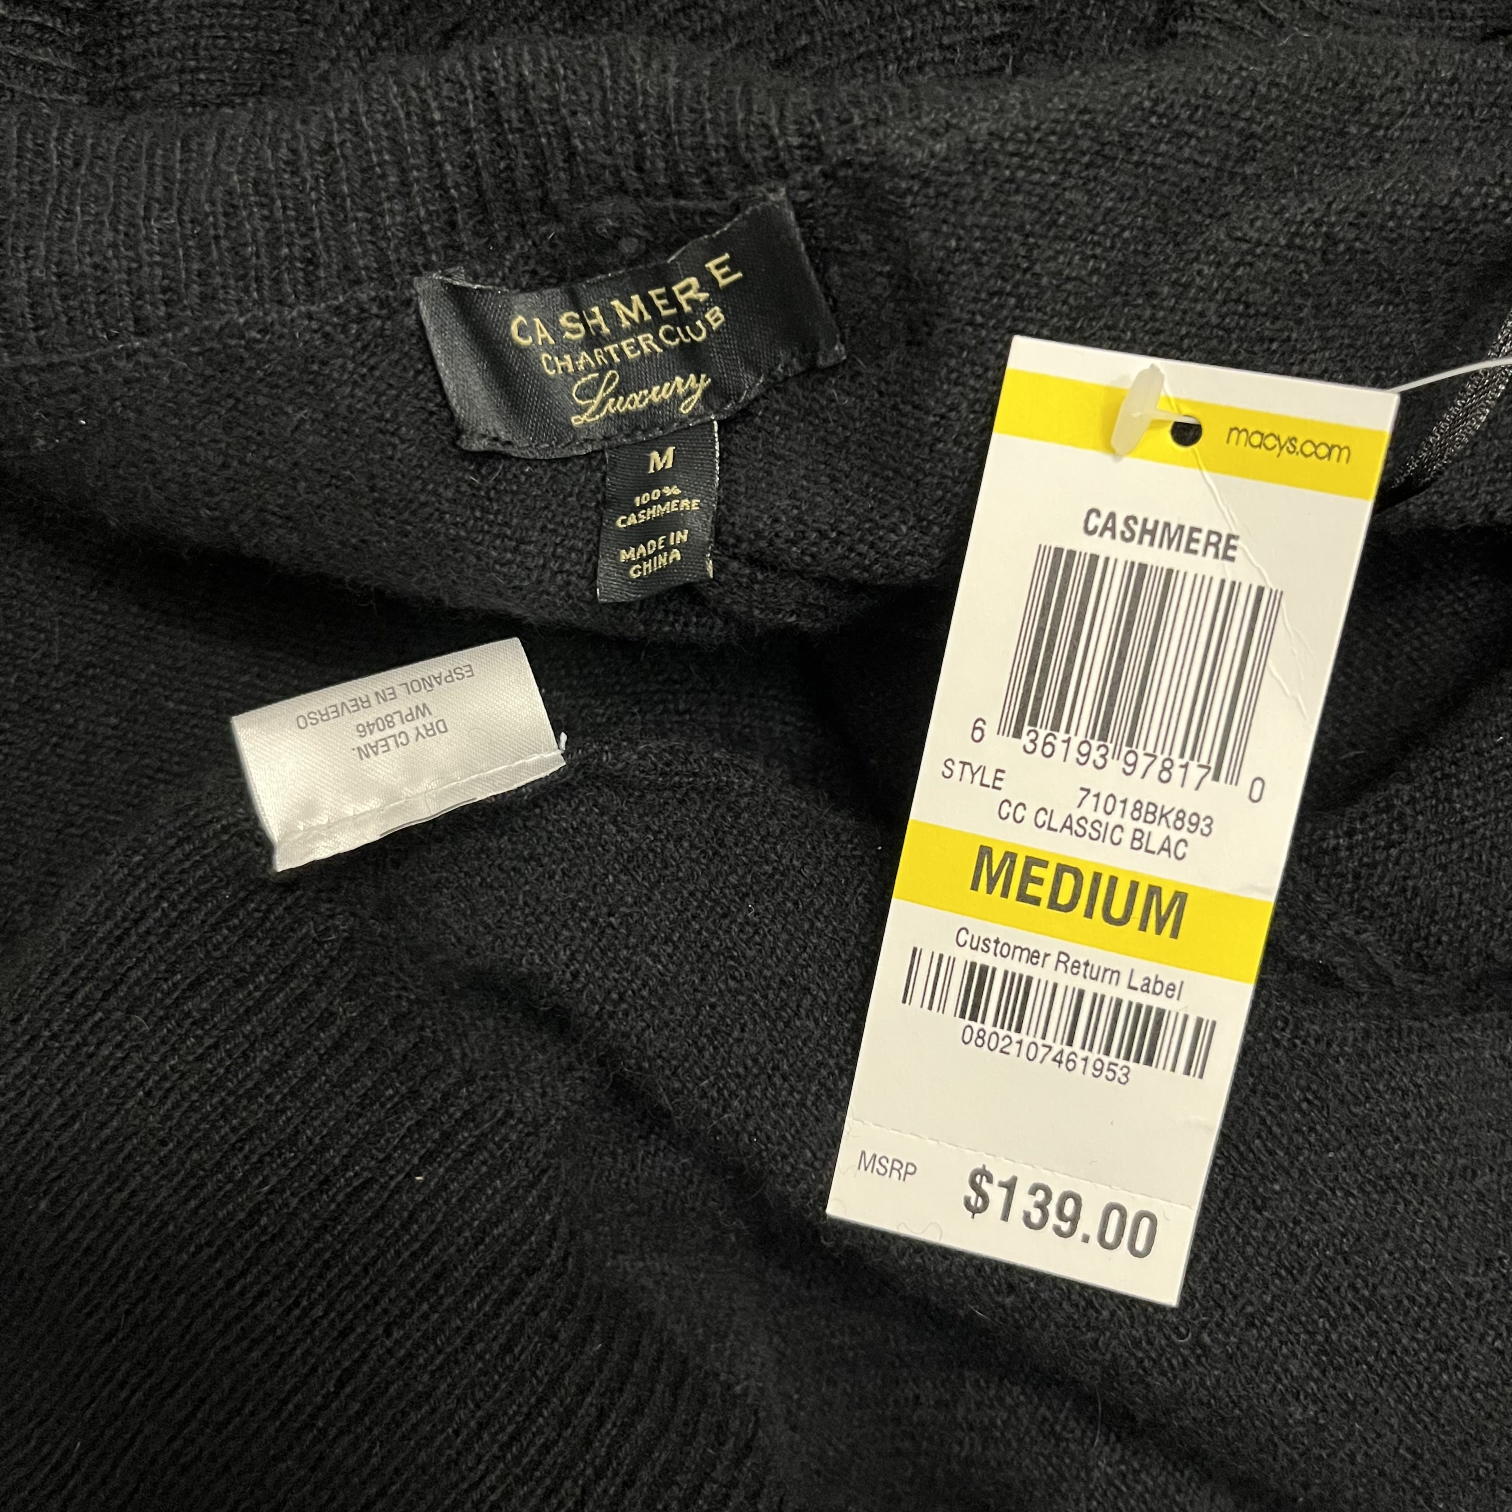 CASHMERE
CHARTER CLUB
Luxury
M
100%
CASHMERE
MADE IN
CHINA
DRY CLEAN.
WPL8046
ESPAÑOL EN REVERSO
macys.com
CASHMERE
6 36193 97817 0
STYLE 71018BK893
CC CLASSIC BLAC
MEDIUM
Customer Return Label
0802107461953
MSRP $139.00